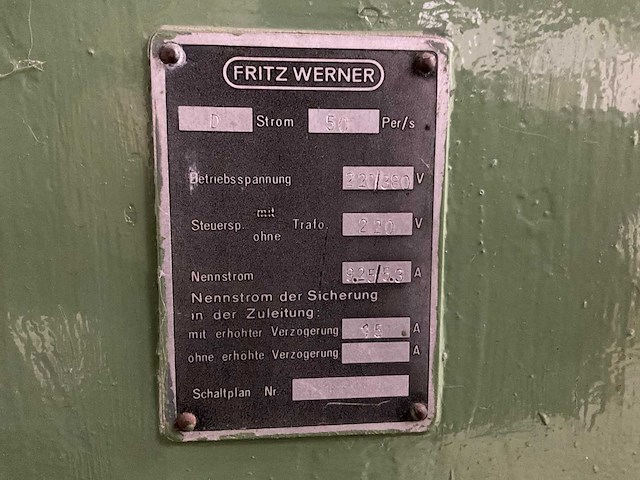 FRITZ WERNER
D Strom 50 Per/s
Betriebsspannung 220/380 V
Steuersp. mit ohne Trafo. 220 V
Nennstrom A
Nennstrom der Sicherung
in der Zuleitung:
mit erhöhter Verzögerung A
ohne erhöhte Verzögerung A
Schaltplan Nr